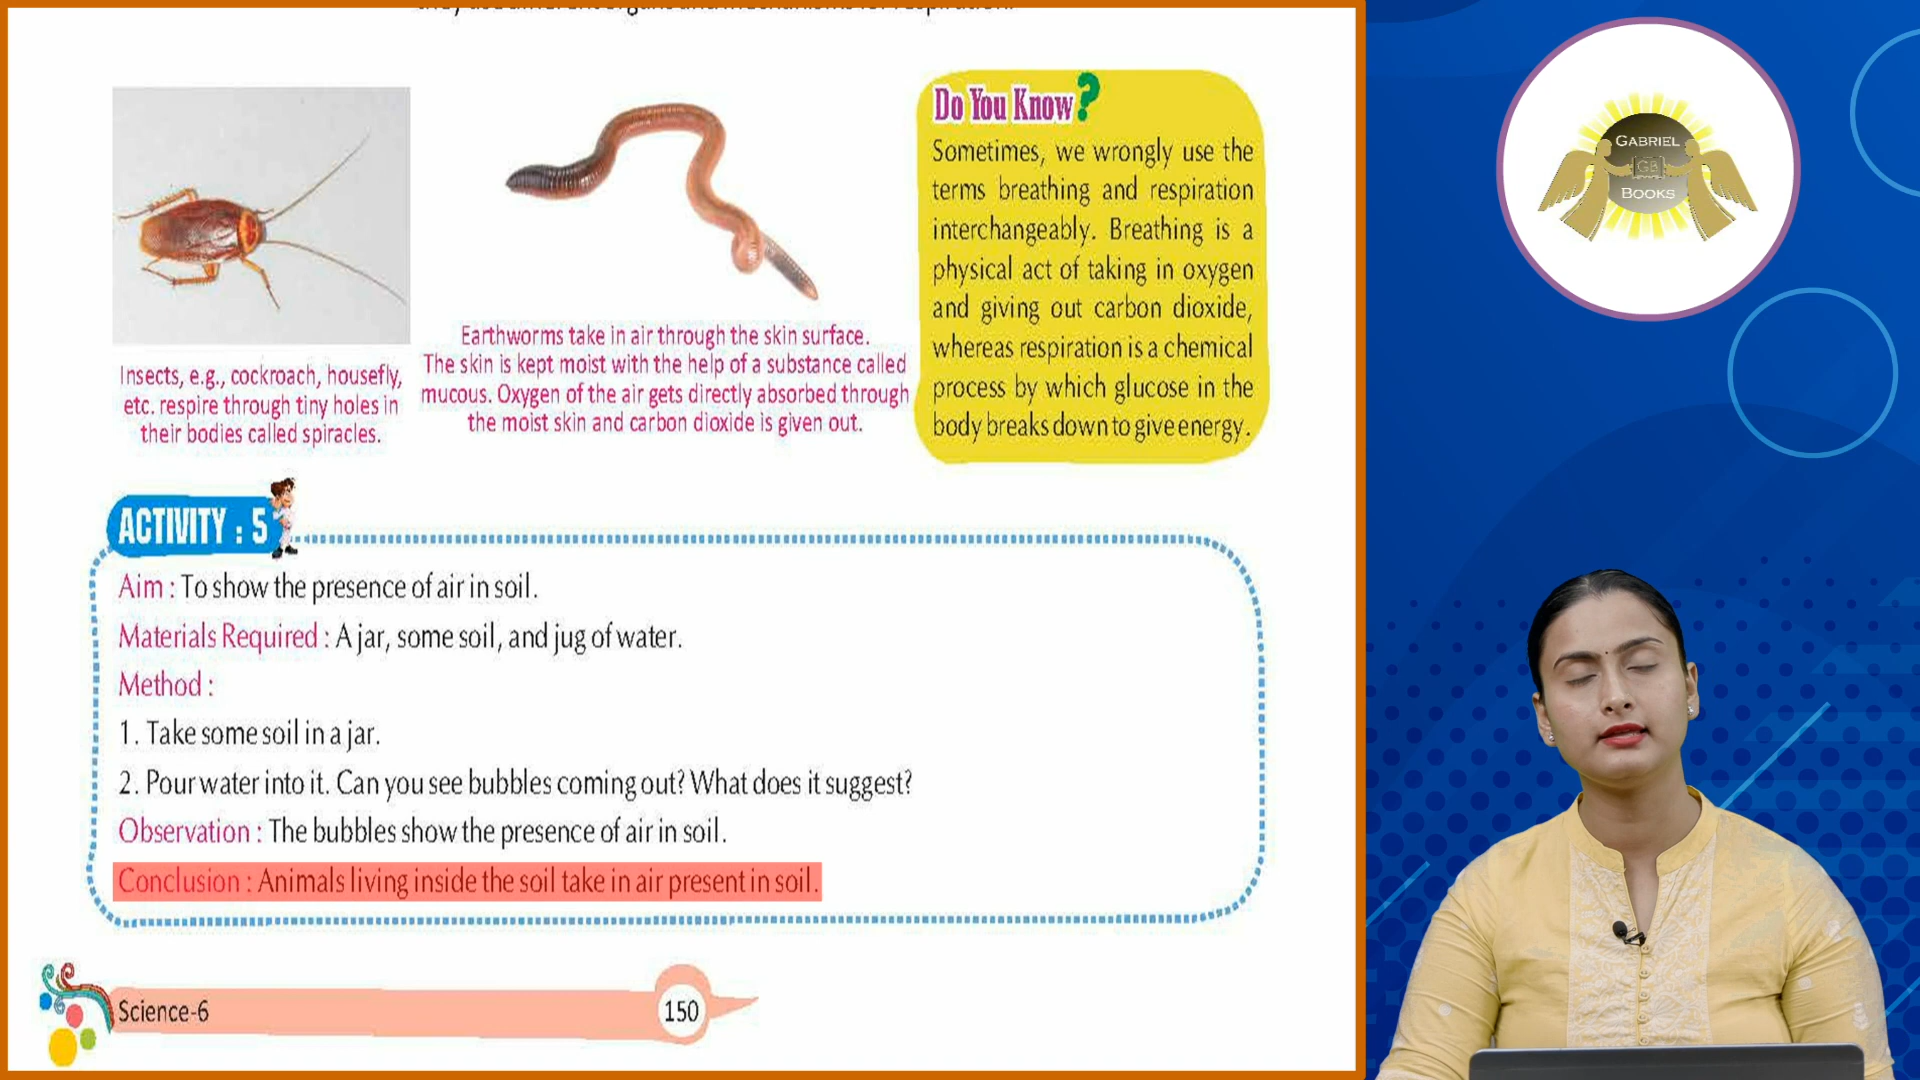 Insects, e.g., cockroach, housefly,
etc. respire through tiny holes in
their bodies called spiracles.
Earthworms take in air through the skin surface.
The skin is kept moist with the help of a substance called
mucous. Oxygen of the air gets directly absorbed through
the moist skin and carbon dioxide is given out.
Do You Know?
Sometimes, we wrongly use the
terms breathing and respiration
interchangeably. Breathing is a
physical act of taking in oxygen
and giving out carbon dioxide,
whereas respiration is a chemical
process by which glucose in the
body breaks down to give energy.
ACTIVITY : 5
Aim : To show the presence of air in soil.
Materials Required : A jar, some soil, and jug of water.
Method :
1. Take some soil in a jar.
2. Pour water into it. Can you see bubbles coming out? What does it suggest?
Observation : The bubbles show the presence of air in soil.
Conclusion : Animals living inside the soil take in air present in soil.
Science-6
150
GABRIEL
GB
BOOKS